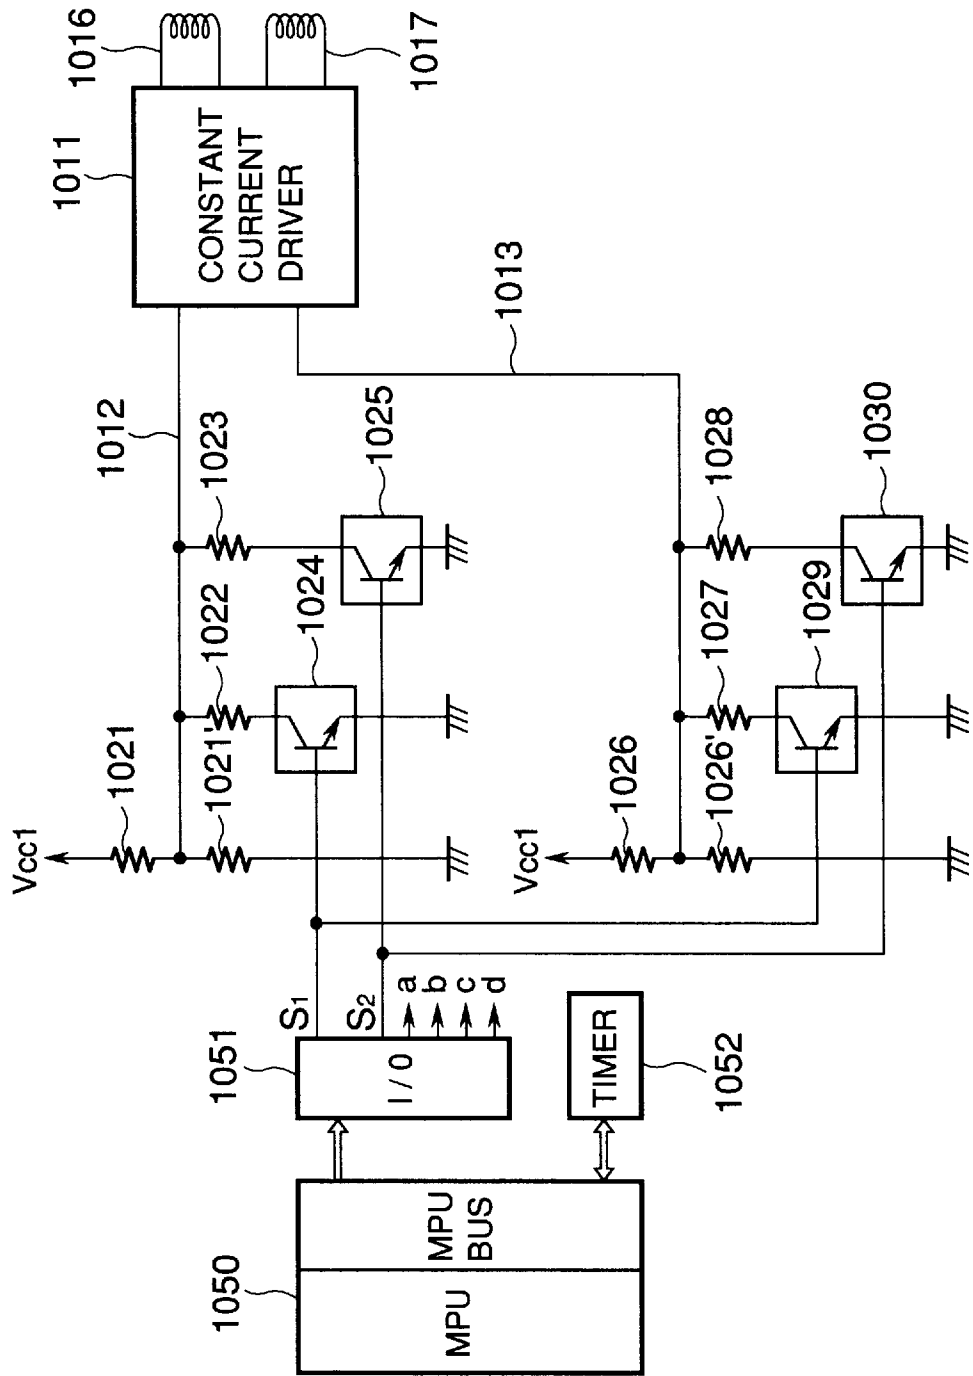 1016
1017
1011
CONSTANT
CURRENT
DRIVER
1012
1013
1023
1025
1022
1024
Vcc1
1021
1021'
1028
1030
1027
1029
Vcc1
1026
1026'
S1
S2
a
b
c
d
1051
I / O
TIMER
1052
1050
MPU
MPU
BUS